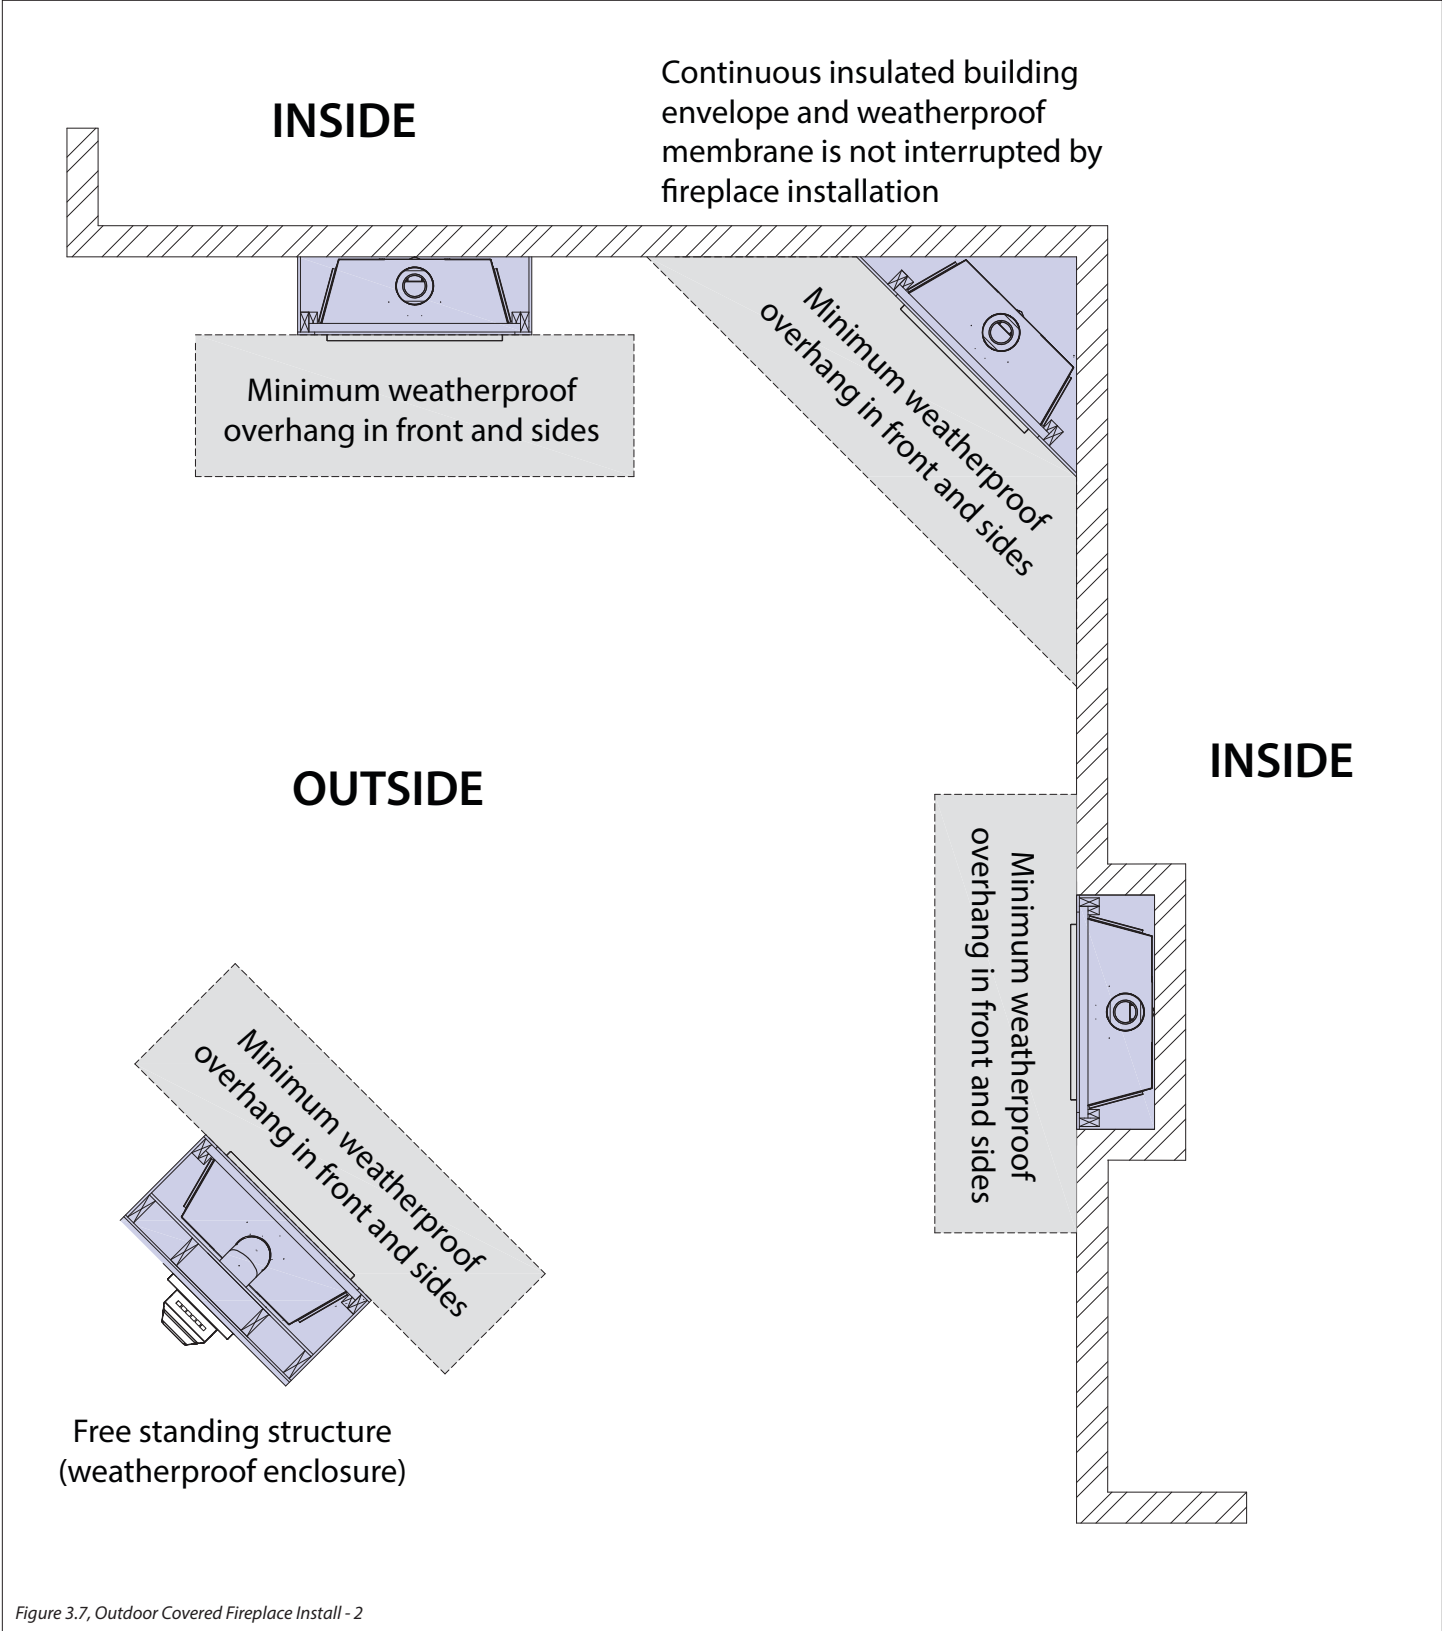 INSIDE
Continuous insulated building
envelope and weatherproof
membrane is not interrupted by
fireplace installation
Minimum weatherproof
overhang in front and sides
Minimum weatherproof
overhang in front and sides
INSIDE
OUTSIDE
Minimum weatherproof
overhang in front and sides
Minimum weatherproof
overhang in front and sides
Free standing structure
(weatherproof enclosure)
Figure 3.7, Outdoor Covered Fireplace Install - 2